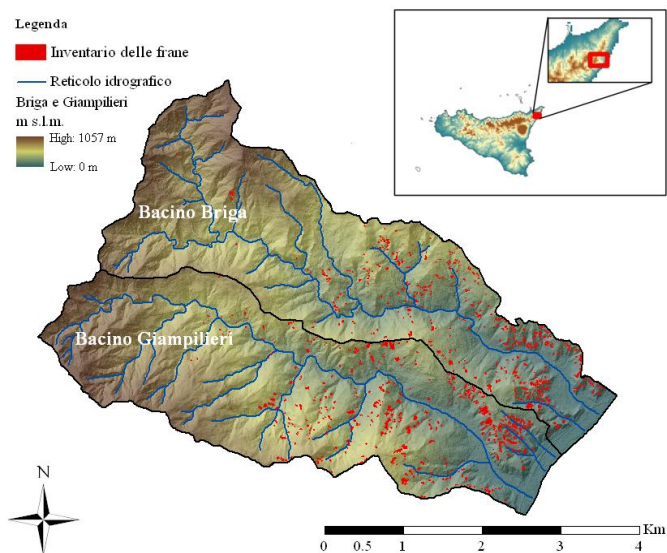 Legenda
Inventario delle frane
Reticolo idrografico
Briga e Giampilieri
m s.l.m.
High: 1057 m
Low: 0 m
Bacino Briga
Bacino Giampilieri
N
Km
0 0.5 1 2 3 4